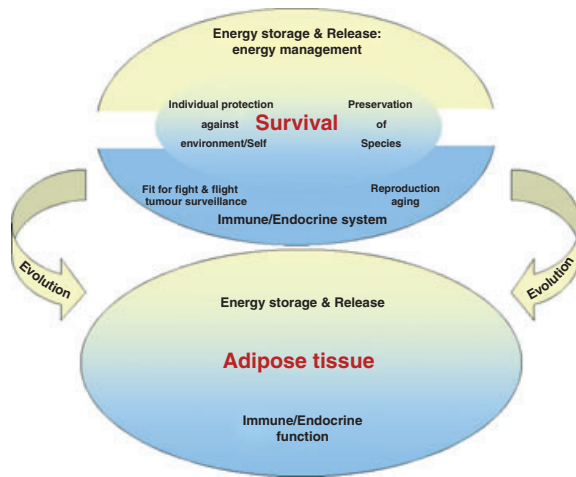 Energy storage & Release:
energy management
Individual protection
against
environment/Self
Survival
Preservation
of
Species
Fit for fight & flight
tumour surveillance
Reproduction
aging
Immune/Endocrine system
Evolution
Evolution
Energy storage & Release
Adipose tissue
Immune/Endocrine
function